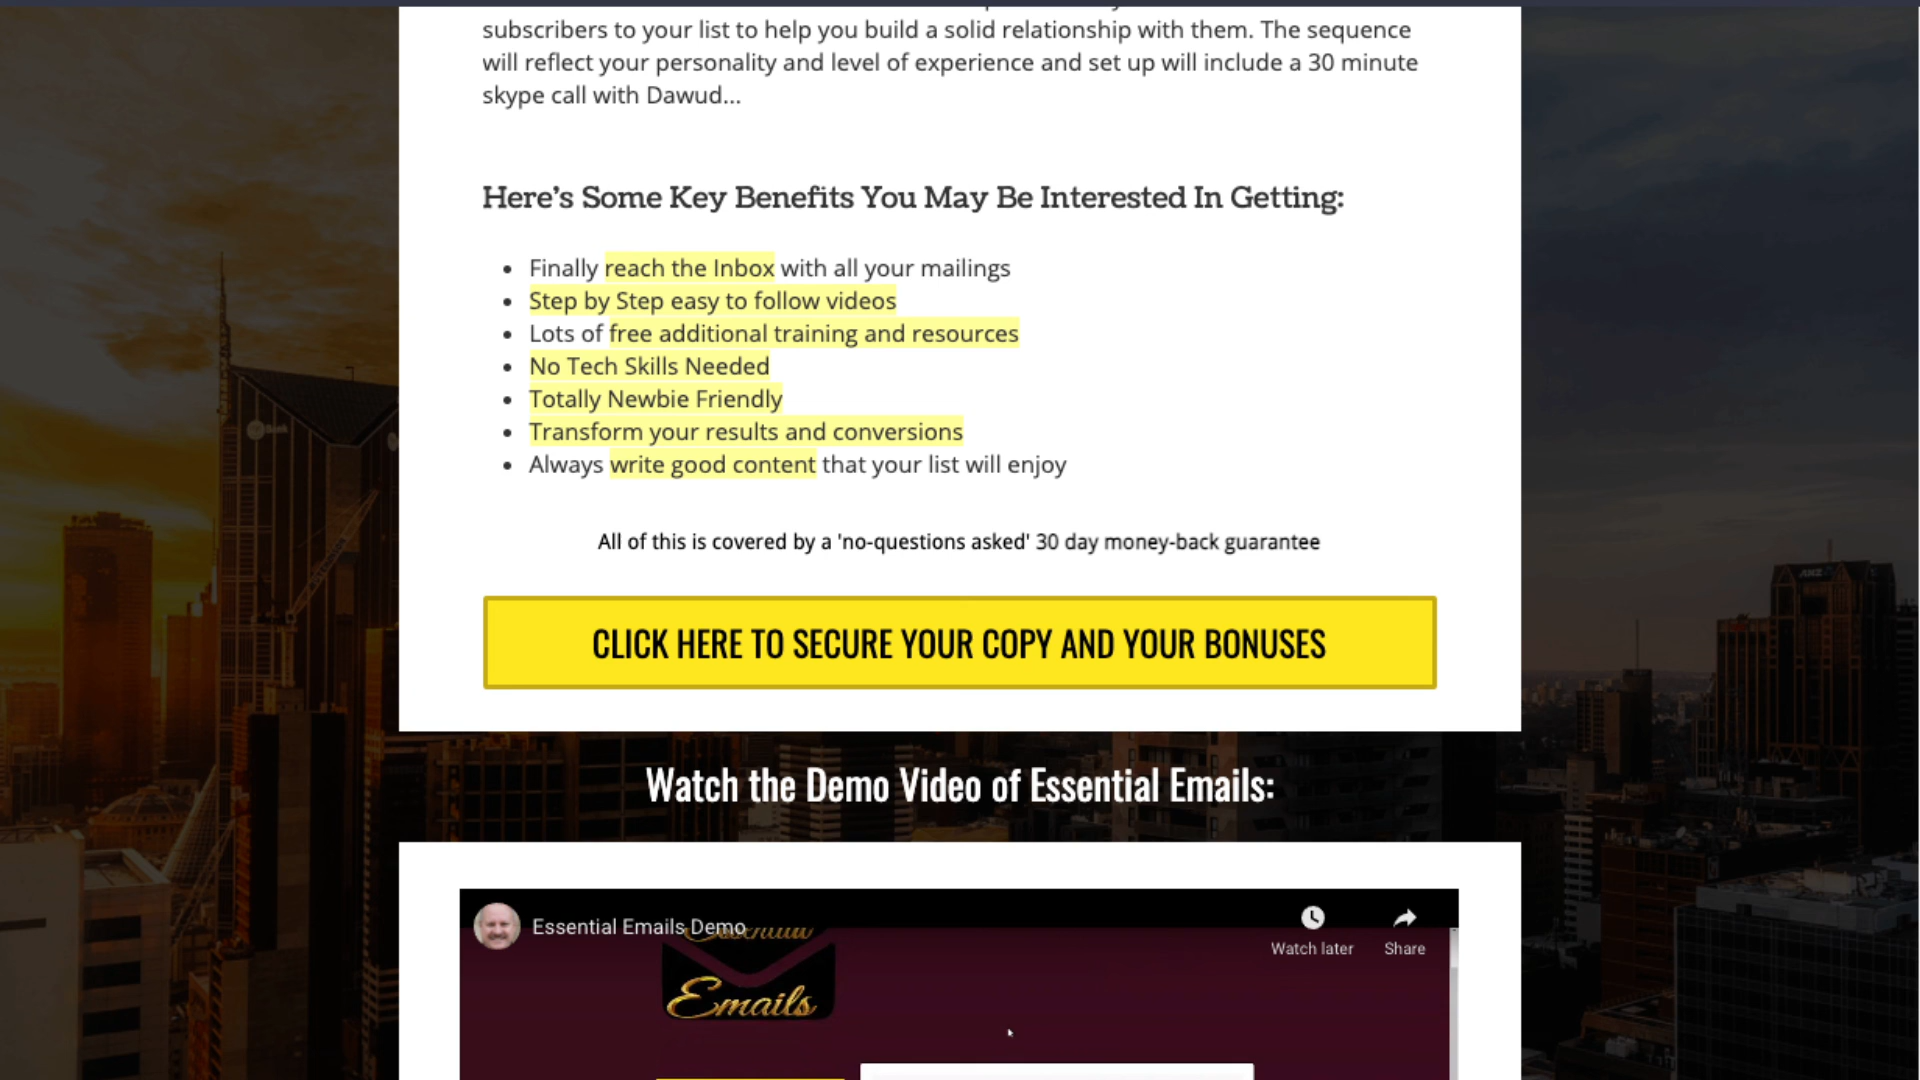 subscribers to your list to help you build a solid relationship with them. The sequence
will reflect your personality and level of experience and set up will include a 30 minute
skype call with Dawud...
Here's Some Key Benefits You May Be Interested In Getting:
Finally reach the Inbox with all your mailings
Step by Step easy to follow videos
Lots of free additional training and resources
No Tech Skills Needed
Totally Newbie Friendly
Transform your results and conversions
Always write good content that your list will enjoy
All of this is covered by a 'no-questions asked' 30 day money-back guarantee
CLICK HERE TO SECURE YOUR COPY AND YOUR BONUSES
ANZ
Watch the Demo Video of Essential Emails:
Essential Emails Demo
Watch later
Share
Essential
Emails